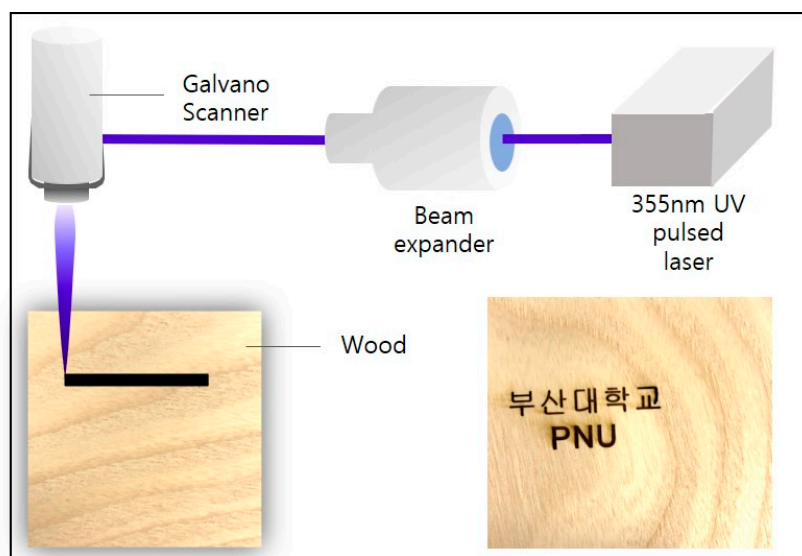 Galvano
Scanner
Beam
expander
355nm UV
pulsed
laser
Wood
부산대학교
PNU